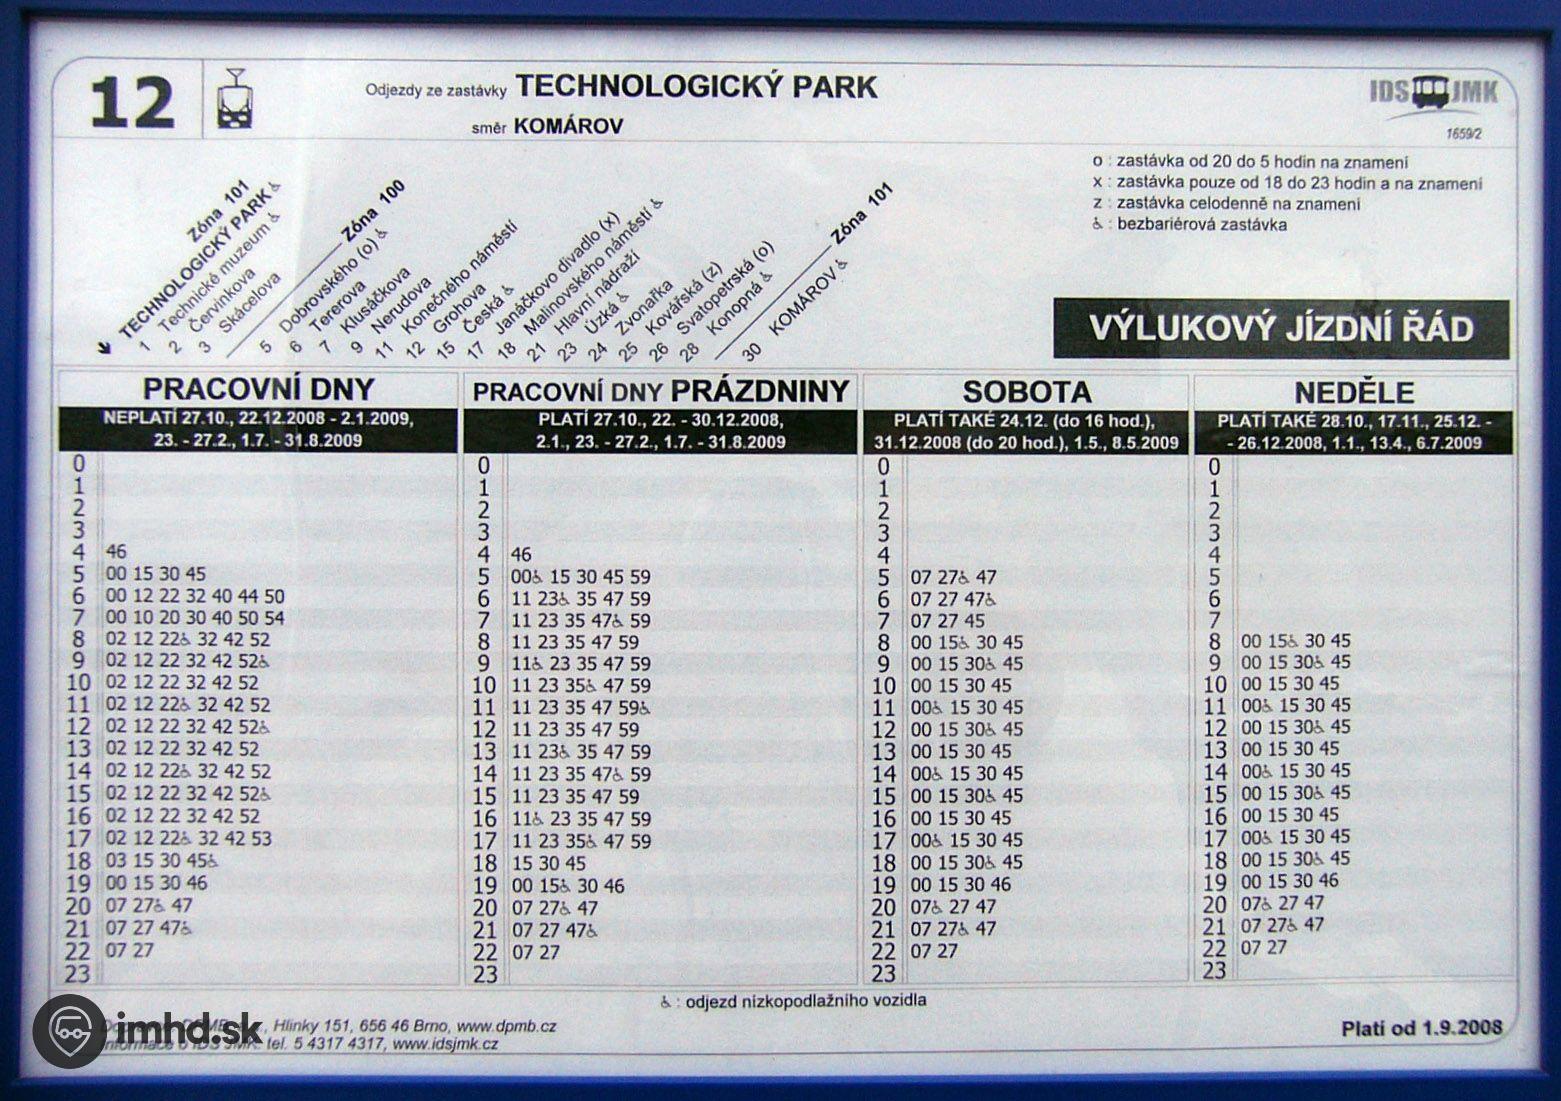 12
Odjezdy ze zastávky TECHNOLOGICKÝ PARK
směr KOMÁROV
IDS JMK
1659/2
o : zastávka od 20 do 5 hodin na znamení
x : zastávka pouze od 18 do 23 hodin a na znamení
z : zastávka celodenně na znamení
♿ : bezbariérová zastávka
Zóna 101
TECHNOLOGICKÝ PARK ♿
1 Technické muzeum ♿
2 Červinkova
3 Skácelova
Zóna 100
5 Dobrovského (o) ♿
6 Tererova
7 Klusáčkova
9 Nerudova
11 Konečného náměstí
12 Grohova
15 Česká ♿
17 Janáčkovo divadlo (x)
18 Malinovského náměstí ♿
21 Hlavní nádraží
23 Úzká ♿
24 Zvonařka
25 Kovářská (z)
26 Svatopetrská (o)
28 Konopná ♿
Zóna 101
30 KOMÁROV ♿
VÝLUKOVÝ JÍZDNÍ ŘÁD
PRACOVNÍ DNY
NEPLATÍ 27.10., 22.12.2008 - 2.1.2009,
23. - 27.2., 1.7. - 31.8.2009
0
1
2
3
4 46
5 00 15 30 45
6 00 12 22 32 40 44 50
7 00 10 20 30 40 50 54
8 02 12 22♿ 32 42 52
9 02 12 22 32 42 52♿
10 02 12 22 32 42 52
11 02 12 22♿ 32 42 52
12 02 12 22 32 42 52♿
13 02 12 22 32 42 52
14 02 12 22♿ 32 42 52
15 02 12 22 32 42 52♿
16 02 12 22 32 42 52
17 02 12 22♿ 32 42 53
18 03 15 30 45♿
19 00 15 30 46
20 07 27♿ 47
21 07 27 47♿
22 07 27
23
PRACOVNÍ DNY PRÁZDNINY
PLATÍ 27.10., 22. - 30.12.2008,
2.1., 23. - 27.2., 1.7. - 31.8.2009
0
1
2
3
4 46
5 00♿ 15 30 45 59
6 11 23♿ 35 47 59
7 11 23 35 47♿ 59
8 11 23 35 47 59
9 11♿ 23 35 47 59
10 11 23 35♿ 47 59
11 11 23 35 47 59♿
12 11 23 35 47 59
13 11 23♿ 35 47 59
14 11 23 35 47♿ 59
15 11 23 35 47 59
16 11♿ 23 35 47 59
17 11 23 35♿ 47 59
18 15 30 45
19 00 15♿ 30 46
20 07 27♿ 47
21 07 27 47♿
22 07 27
23
SOBOTA
PLATÍ TAKÉ 24.12. (do 16 hod.),
31.12.2008 (do 20 hod.), 1.5., 8.5.2009
0
1
2
3
4
5 07 27♿ 47
6 07 27 47♿
7 07 27 45
8 00 15♿ 30 45
9 00 15 30♿ 45
10 00 15 30 45
11 00♿ 15 30 45
12 00 15 30♿ 45
13 00 15 30 45
14 00♿ 15 30 45
15 00 15 30♿ 45
16 00 15 30 45
17 00♿ 15 30 45
18 00 15 30♿ 45
19 00 15 30 46
20 07♿ 27 47
21 07 27♿ 47
22 07 27
23
NEDĚLE
PLATÍ TAKÉ 28.10., 17.11., 25.12. -
- 26.12.2008, 1.1., 13.4., 6.7.2009
0
1
2
3
4
5
6
7
8 00 15♿ 30 45
9 00 15 30♿ 45
10 00 15 30 45
11 00♿ 15 30 45
12 00 15 30♿ 45
13 00 15 30 45
14 00♿ 15 30 45
15 00 15 30♿ 45
16 00 15 30 45
17 00♿ 15 30 45
18 00 15 30♿ 45
19 00 15 30 46
20 07♿ 27 47
21 07 27♿ 47
22 07 27
23
♿ : odjezd nízkopodlažního vozidla
Hlinky 151, 656 46 Brno, www.dpmb.cz
Informace o IDS JMK: tel. 5 4317 4317, www.idsjmk.cz
Platí od 1.9.2008
imhd.sk